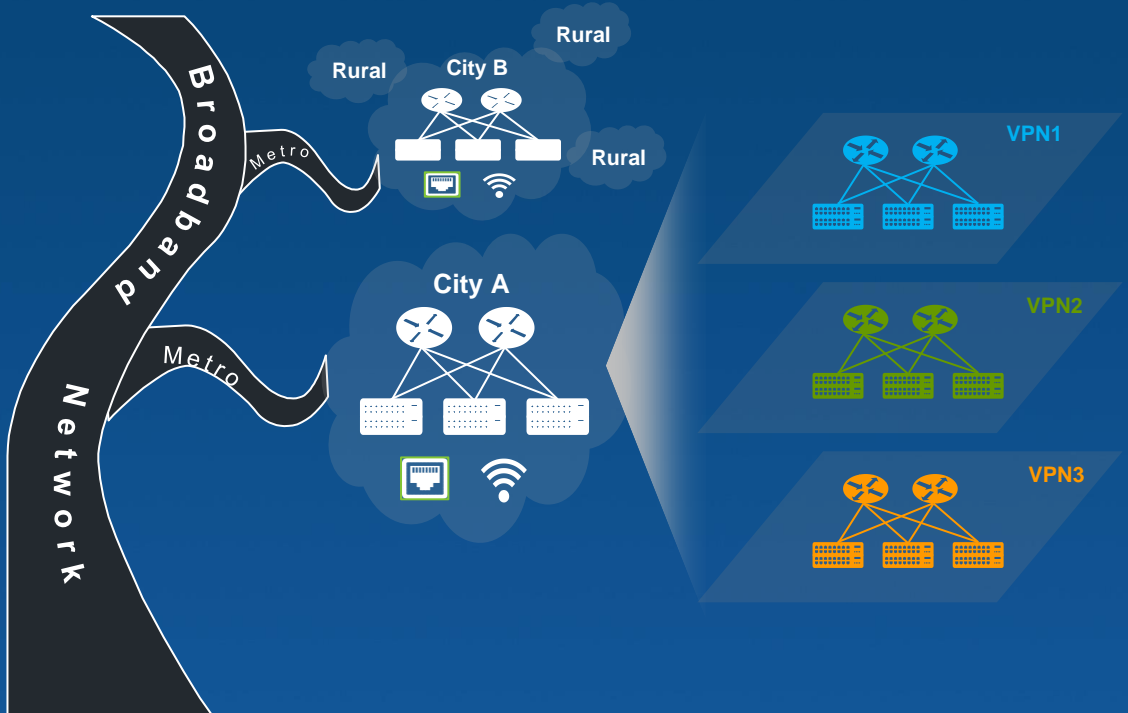 Broadband
Network
Metro
Metro
Rural
Rural
City B
Rural
City A
VPN1
VPN2
VPN3